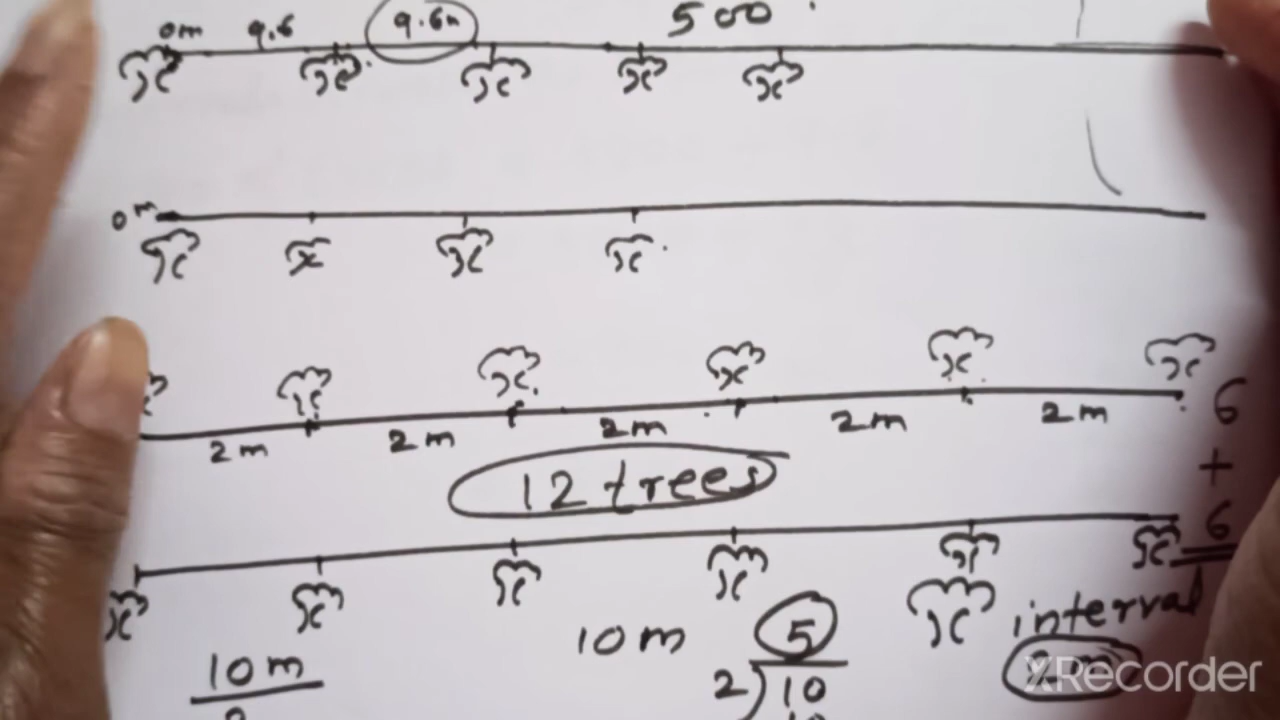 0m 9.6 9.6m 500
0m
2m 2m 2m 2m 2m 6
+
12 trees
6
interval
10m 5 2m
10m 2)10
XRecorder